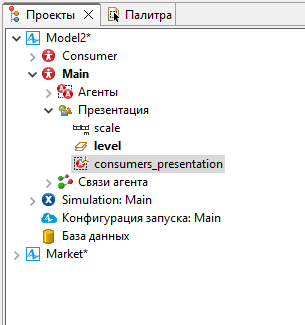 Проекты Палитра
Model2*
Consumer
Main
Агенты
Презентация
scale
level
consumers_presentation
Связи агента
Simulation: Main
Конфигурация запуска: Main
База данных
Market*